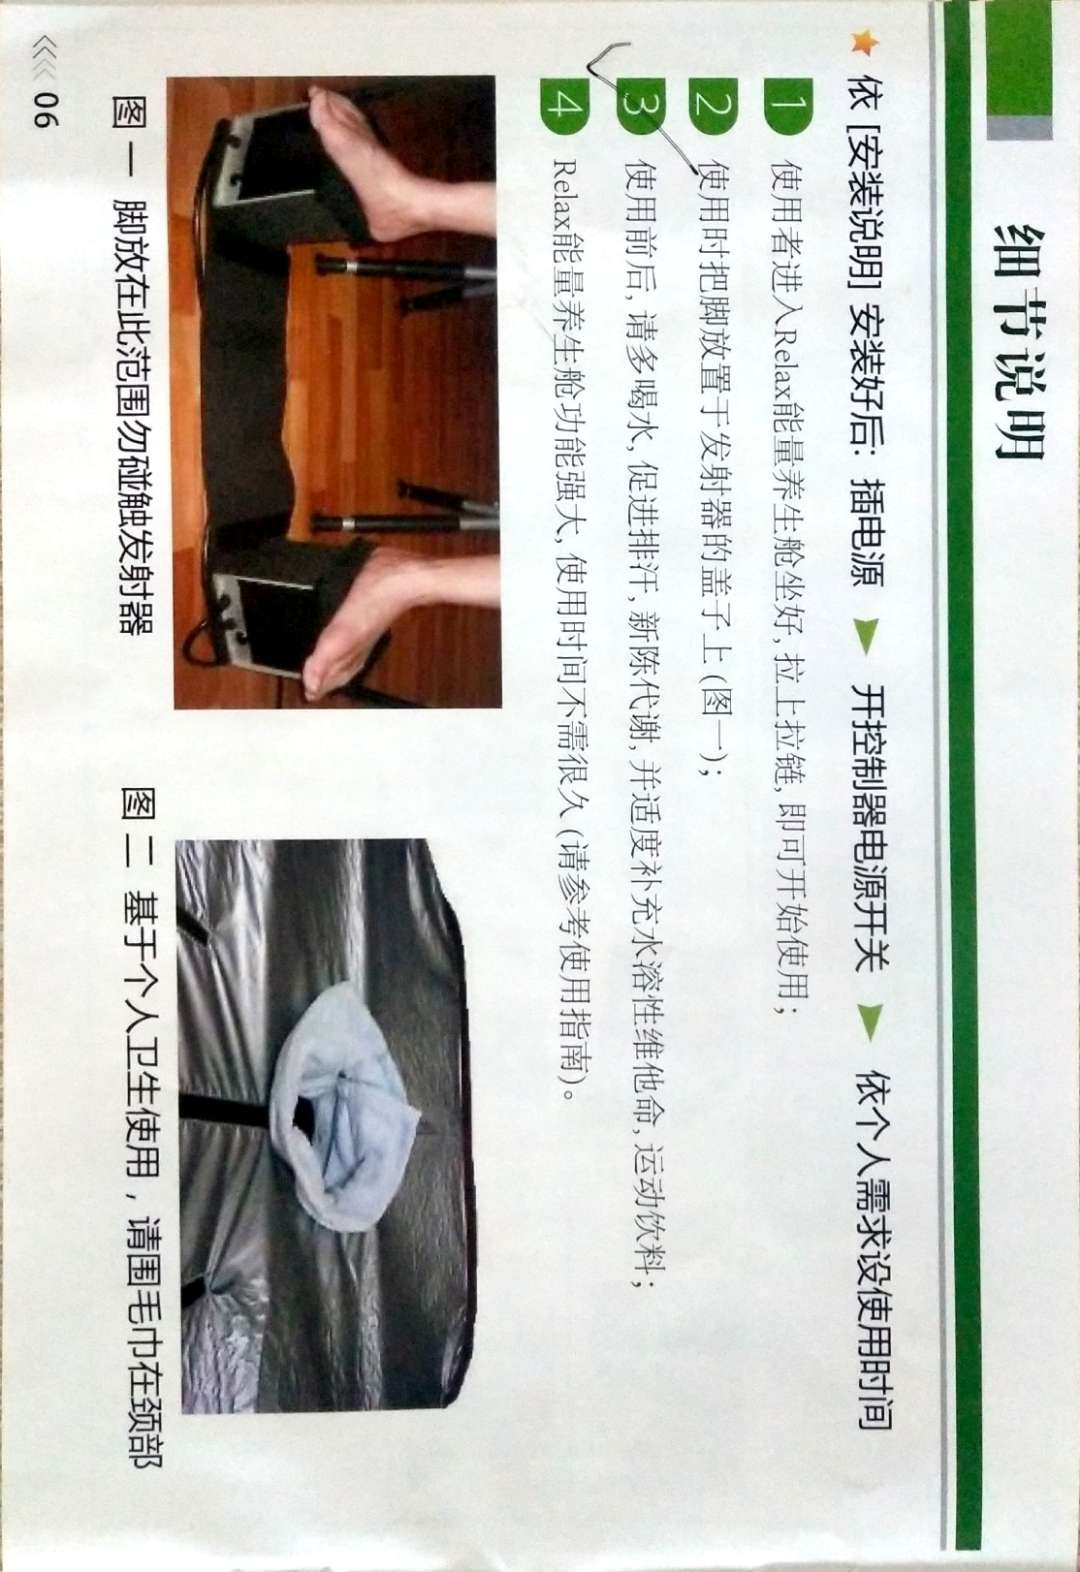 细节说明
依 [安装说明] 安装好后: 插电源 ▶ 开控制器电源开关 ▶ 依个人需求设使用时间
1 使用者进入Relax能量养生舱坐好, 拉上拉链, 即可开始使用;
2 使用时把脚放置于发射器的盖子上 (图一);
3 使用前后, 请多喝水, 促进排汗, 新陈代谢, 并适度补充水溶性维他命, 运动饮料;
4 Relax能量养生舱功能强大, 使用时间不需很久 (请参考使用指南)。
图 一 脚放在此范围勿碰触发射器
图 二 基于个人卫生使用 , 请围毛巾在颈部
<<<< 06